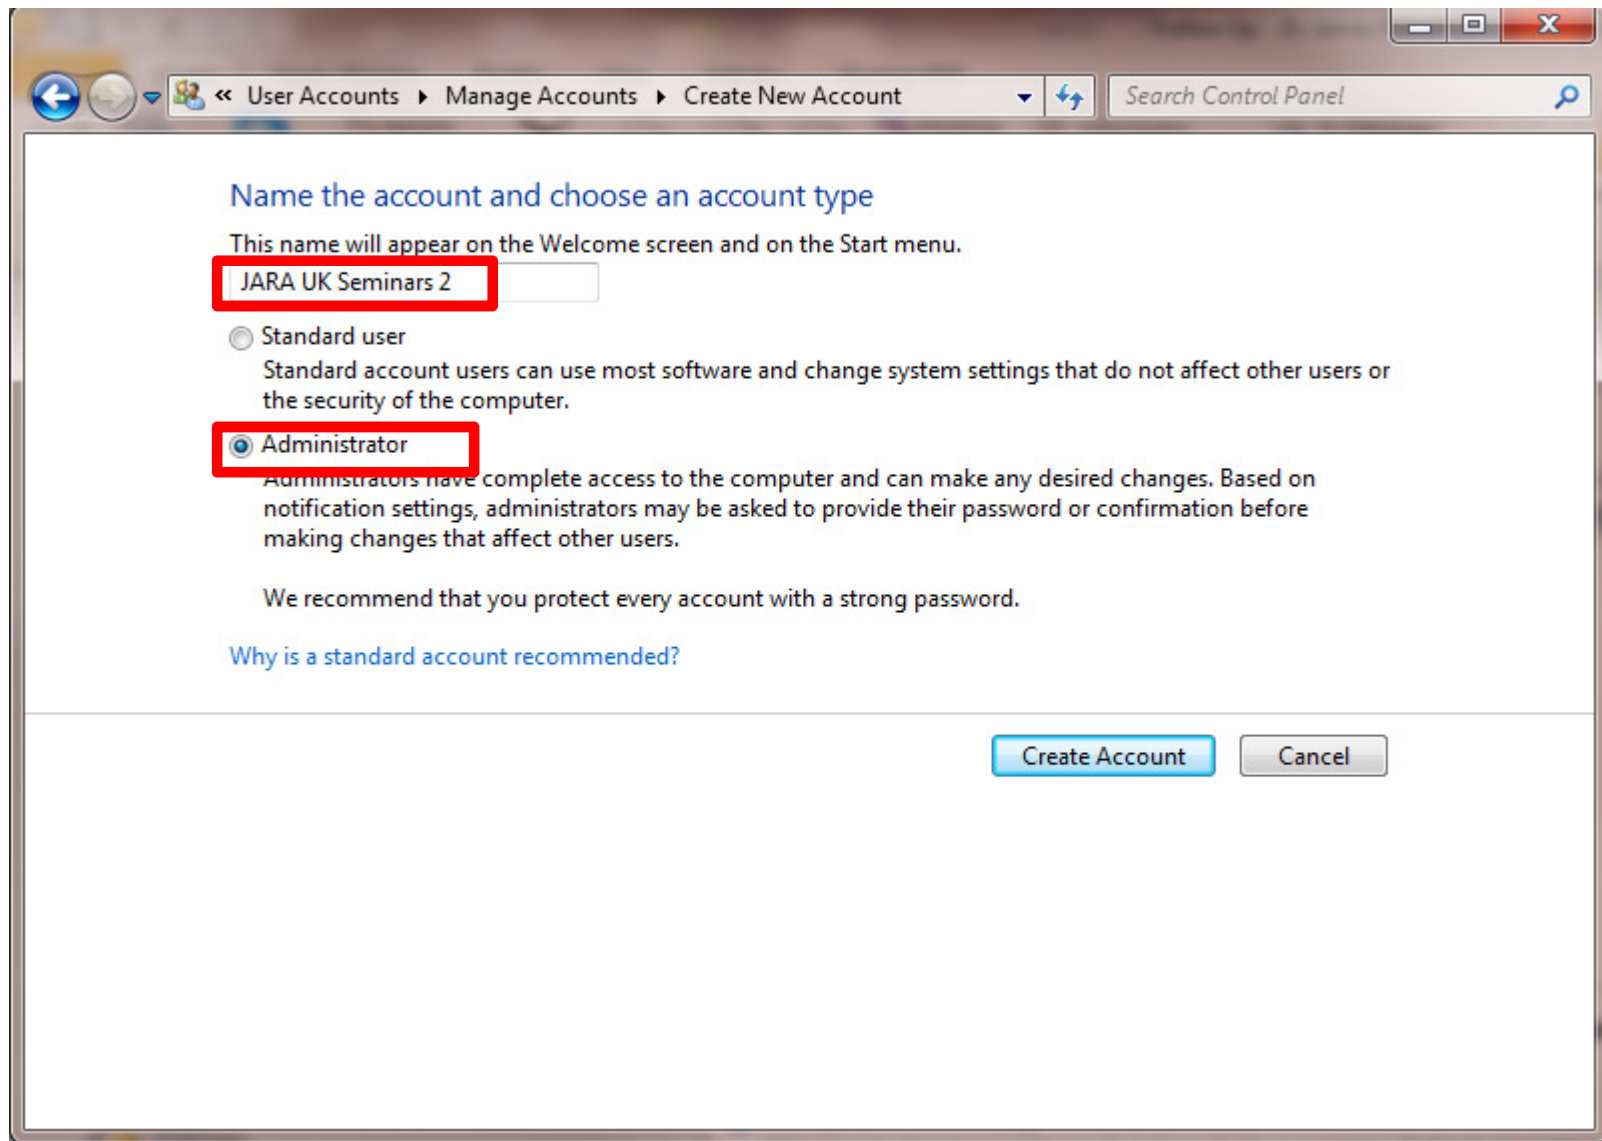 « User Accounts ▸ Manage Accounts ▸ Create New Account
Search Control Panel
Name the account and choose an account type
This name will appear on the Welcome screen and on the Start menu.
JARA UK Seminars 2
Standard user
Standard account users can use most software and change system settings that do not affect other users or
the security of the computer.
Administrator
Administrators have complete access to the computer and can make any desired changes. Based on
notification settings, administrators may be asked to provide their password or confirmation before
making changes that affect other users.
We recommend that you protect every account with a strong password.
Why is a standard account recommended?
Create Account
Cancel